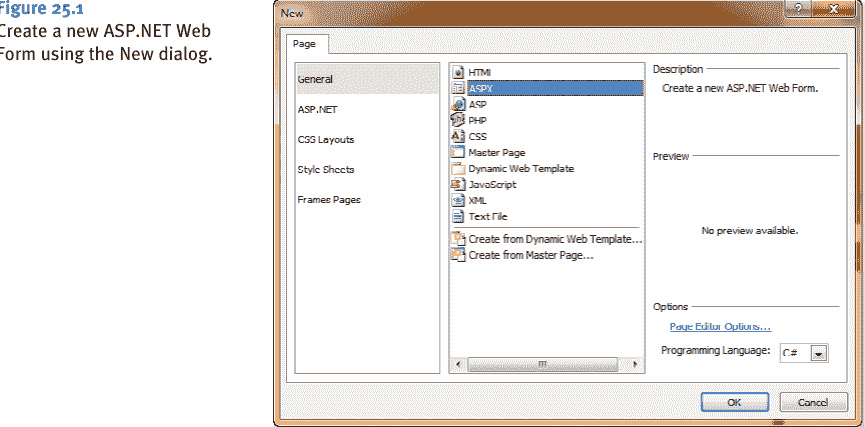 Figure 25.1
Create a new ASP.NET Web
Form using the New dialog.
New
Page
General
ASP.NET
CSS Layouts
Style Sheets
Frames Pages
HTML
ASPX
ASP
PHP
CSS
Master Page
Dynamic Web Template
JavaScript
XML
Text File
Create from Dynamic Web Template...
Create from Master Page...
Description
Create a new ASP.NET Web Form.
Preview
No preview available.
Options
Page Editor Options...
Programming Language: C#
OK Cancel